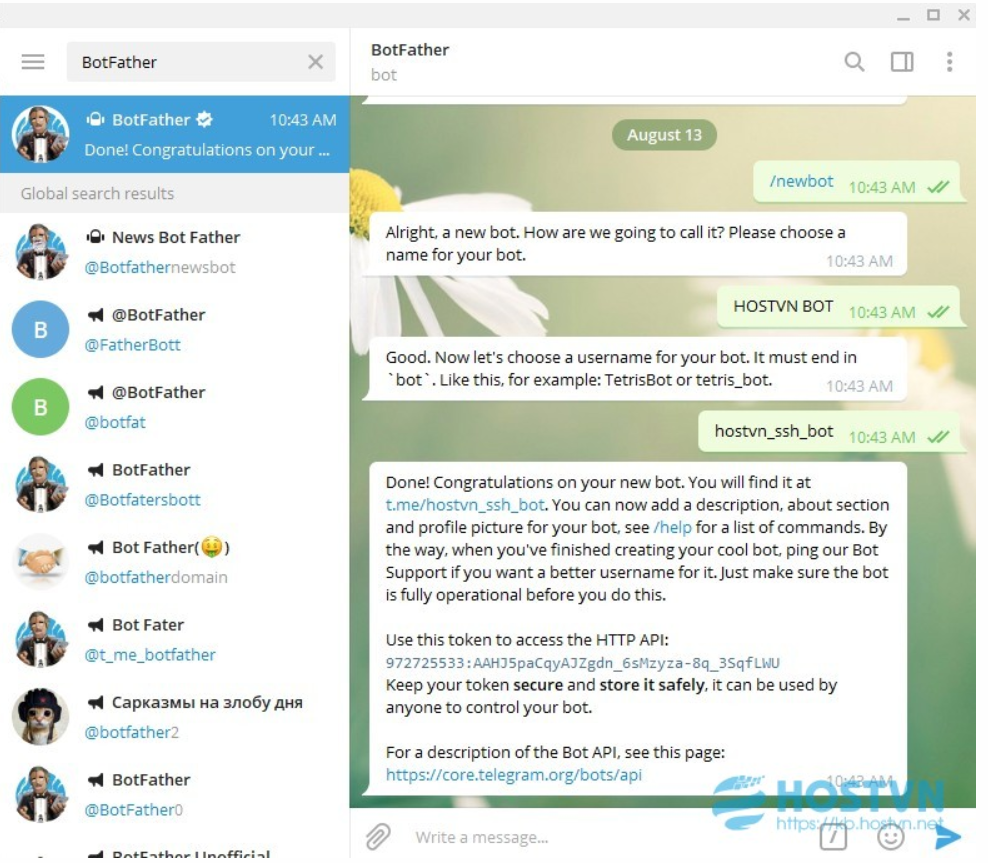 BotFather
BotFather
10:43 AM
Done! Congratulations on your ...
Global search results
News Bot Father
@Botfathernewsbot
B
@BotFather
@FatherBott
B
@BotFather
@botfat
BotFather
@Botfatersbott
Bot Father(🤑)
@botfatherdomain
Bot Fater
@t_me_botfather
Сарказмы на злобу дня
@botfather2
BotFather
@BotFather0
BotFather Unofficial
BotFather
bot
August 13
/newbot 10:43 AM
Alright, a new bot. How are we going to call it? Please choose a
name for your bot.
10:43 AM
HOSTVN BOT 10:43 AM
Good. Now let's choose a username for your bot. It must end in
`bot`. Like this, for example: TetrisBot or tetris_bot.
10:43 AM
hostvn_ssh_bot 10:43 AM
Done! Congratulations on your new bot. You will find it at
t.me/hostvn_ssh_bot. You can now add a description, about section
and profile picture for your bot, see /help for a list of commands. By
the way, when you've finished creating your cool bot, ping our Bot
Support if you want a better username for it. Just make sure the bot
is fully operational before you do this.
Use this token to access the HTTP API:
972725533:AAHJ5paCqyAJZgdn_6sMzyza-8q_3SqfLWU
Keep your token secure and store it safely, it can be used by
anyone to control your bot.
For a description of the Bot API, see this page:
https://core.telegram.org/bots/api
10:43 AM
HOSTVN
https://kb.hostvn.net
Write a message...